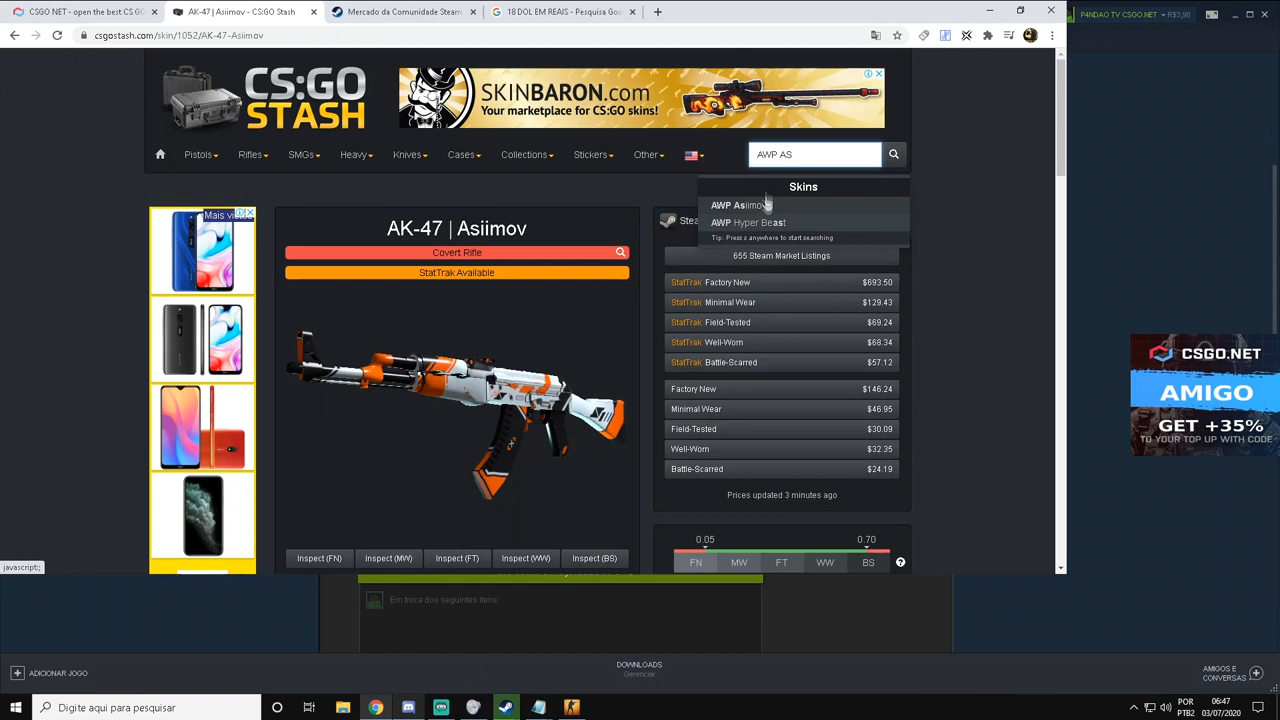 CSGO NET - open the best CS GO
AK-47 | Asiimov - CS:GO Stash
Mercado da Comunidade Steam
18 DOL EM REAIS - Pesquisa Goo
P4NDAO TV CSGO.NET
R$3,98
csgostash.com/skin/1052/AK-47-Asiimov
CS:GO
STASH
SKINBARON.com
Your marketplace for CS:GO skins!
Pistols
Rifles
SMGs
Heavy
Knives
Cases
Collections
Stickers
Other
AWP AS
Skins
AWP Asiimov
AWP Hyper Beast
Tip: Press s anywhere to start searching
Mais vi
AK-47 | Asiimov
Covert Rifle
StatTrak Available
Stea
655 Steam Market Listings
StatTrak Factory New $693.50
StatTrak Minimal Wear $129.43
StatTrak Field-Tested $69.24
StatTrak Well-Worn $68.34
StatTrak Battle-Scarred $57.12
Factory New $146.24
Minimal Wear $46.95
Field-Tested $30.09
Well-Worn $32.35
Battle-Scarred $24.19
Prices updated 3 minutes ago
0.05 0.70
FN MW FT WW BS
Inspect (FN)
Inspect (MW)
Inspect (FT)
Inspect (WW)
Inspect (BS)
javascript:;
CSGO.NET
AMIGO
GET +35%
TO YOUR TOP UP WITH CODE
Em troca dos seguintes itens:
ADICIONAR JOGO
DOWNLOADS
Gerenciar
AMIGOS E
CONVERSAS
Digite aqui para pesquisar
POR
PTB2
06:47
03/07/2020